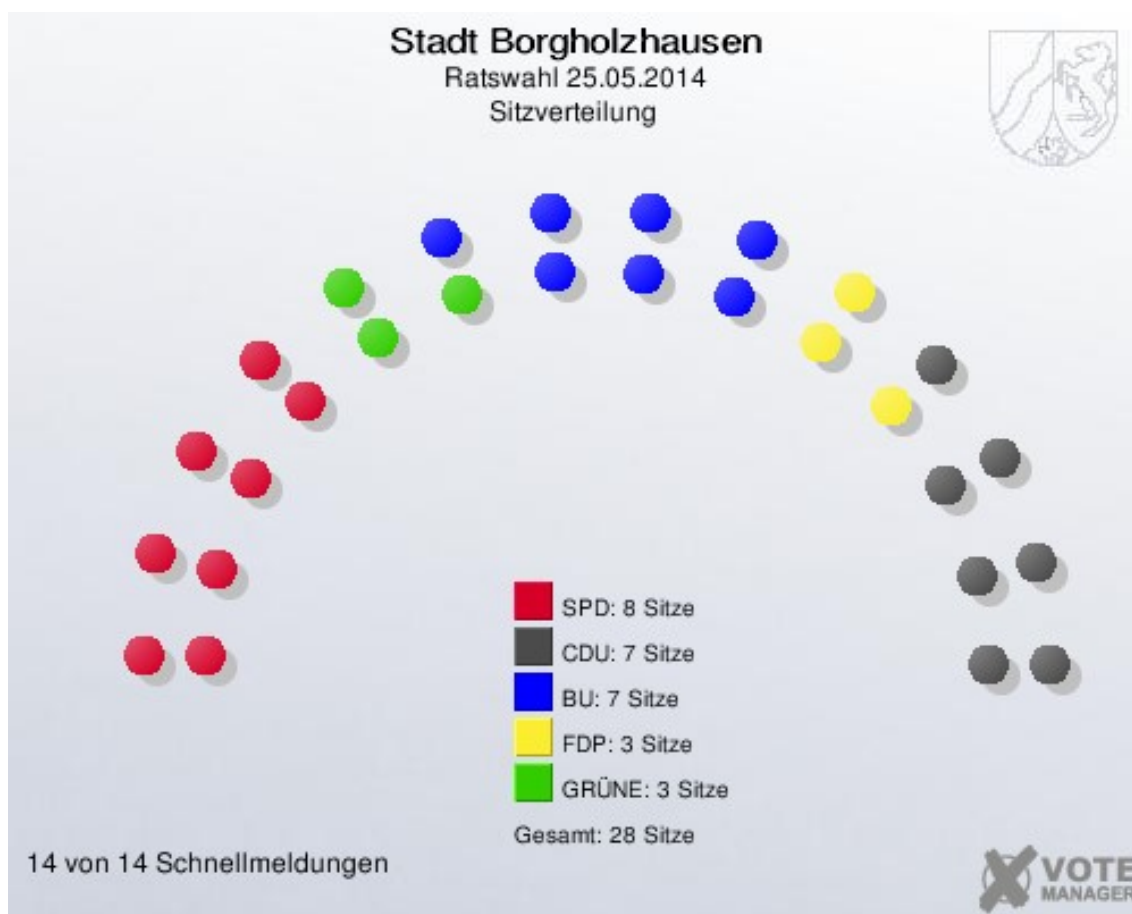 Stadt Borgholzhausen
Ratswahl 25.05.2014
Sitzverteilung
SPD: 8 Sitze
CDU: 7 Sitze
BU: 7 Sitze
FDP: 3 Sitze
GRÜNE: 3 Sitze
Gesamt: 28 Sitze
14 von 14 Schnellmeldungen
VOTE
MANAGER